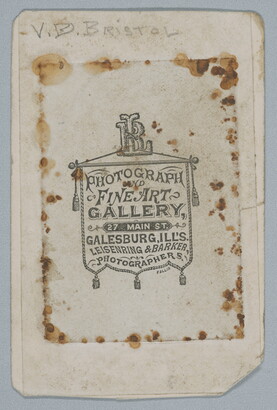 V. D. BRISTOL
PHOTOGRAPH
AND
FINE ART
GALLERY,
27 MAIN ST.
GALESBURG, ILL'S.
LEISENRING & BARKER,
PHOTOGRAPHERS.